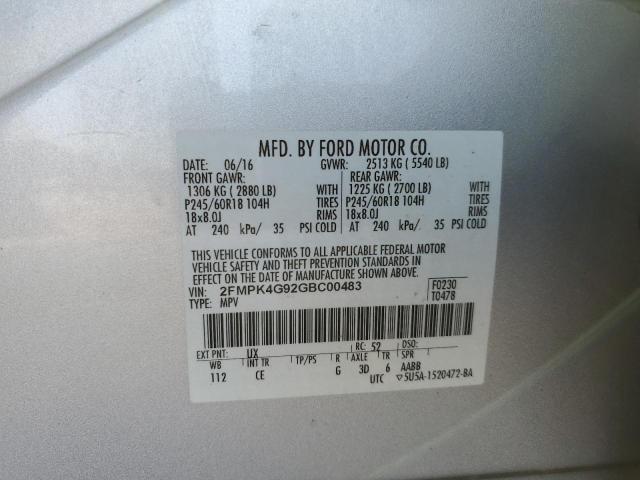 MFD. BY FORD MOTOR CO.
DATE: 06/16 GVWR: 2513 KG ( 5540 LB)
FRONT GAWR: REAR GAWR:
1306 KG ( 2880 LB) WITH 1225 KG ( 2700 LB) WITH
P245/60R18 104H TIRES P245/60R18 104H TIRES
18x8.0J RIMS 18x8.0J RIMS
AT 240 kPa/ 35 PSI COLD AT 240 kPa/ 35 PSI COLD
THIS VEHICLE CONFORMS TO ALL APPLICABLE FEDERAL MOTOR
VEHICLE SAFETY AND THEFT PREVENTION STANDARDS IN
EFFECT ON THE DATE OF MANUFACTURE SHOWN ABOVE.
VIN: 2FMPK4G92GBC00483 F0230
TYPE: MPV T0478
EXT PNT: UX RC: 52 DSO:
WB INT TR TP/PS R AXLE TR SPR
112 CE G 3D 6 AABB
UTC ▽5U5A-1520472-BA